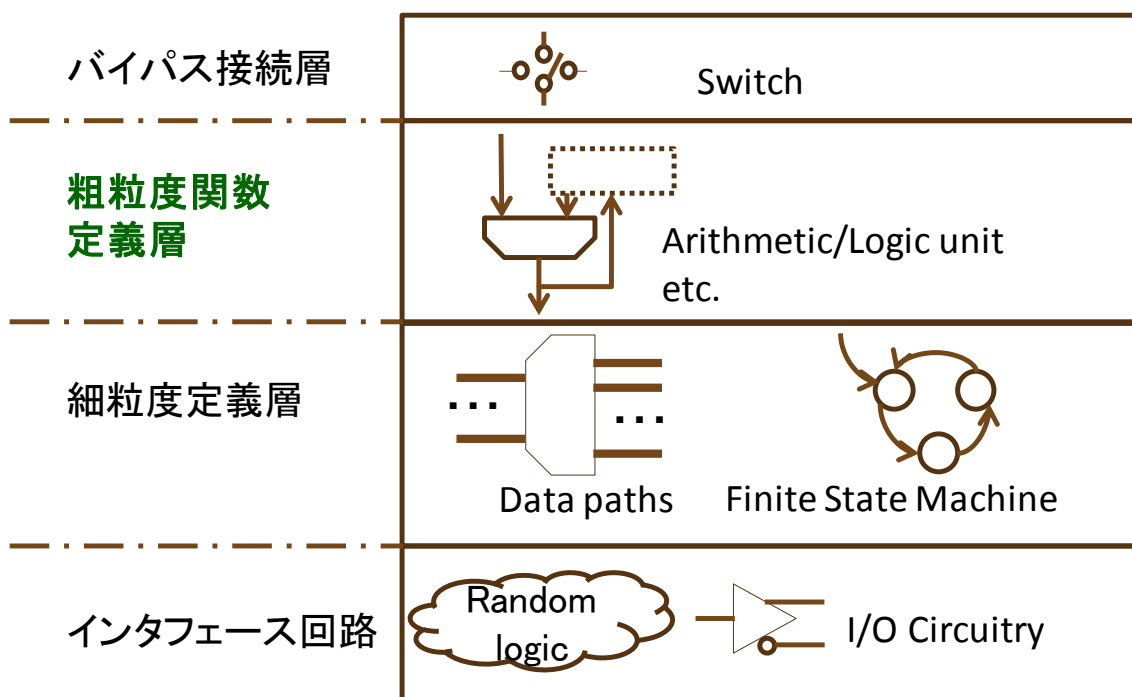 バイパス接続層
Switch
粗粒度関数
定義層
Arithmetic/Logic unit
etc.
細粒度定義層
...
...
Data paths
Finite State Machine
インタフェース回路
Random
logic
I/O Circuitry